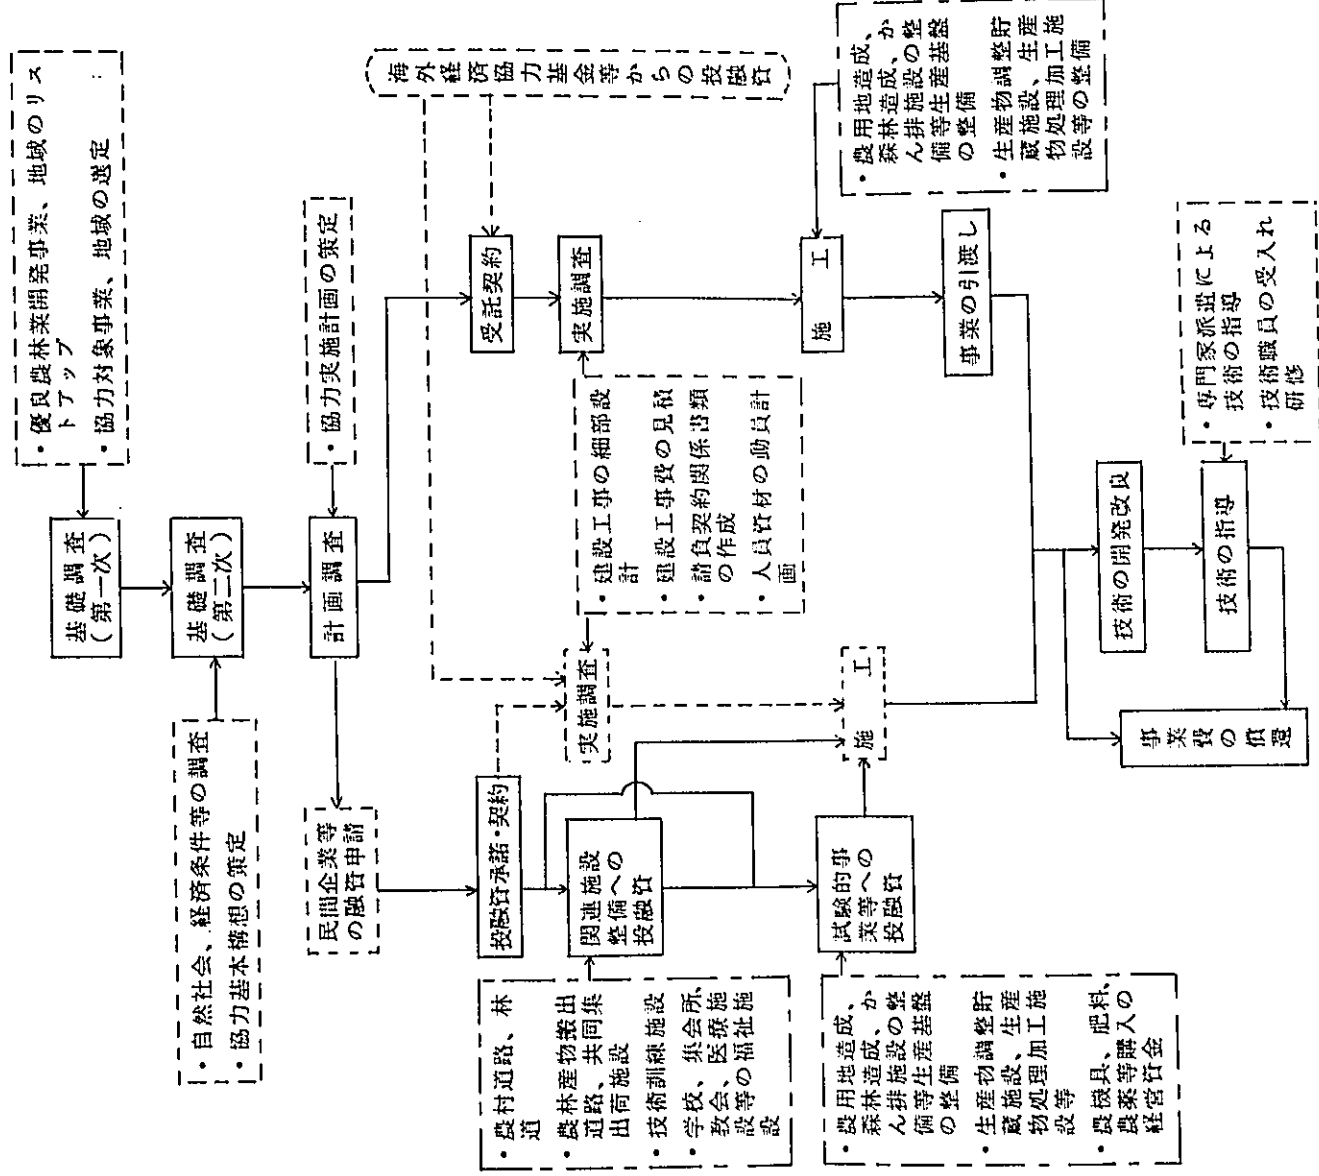 ・優良農林業開発事業、地域のリス
トアップ
・協力対象事業、地域の選定
基礎調査
(第一次)
基礎調査
(第二次)
・自然社会、経済条件等の調査
・協力基本構想の策定
計画調査
・協力実施計画の策定
民間企業等
の融資申請
海外経済協力基金等からの投融資
受託契約
実施調査
・建設工事の細部設
計
・建設工事費の見積
・請負契約関係書類
の作成
・人員資材の動員計
画
施工
・農用地造成、
森林造成、か
ん排施設の整
備等生産基盤
の整備
・生産物調整貯
蔵施設、生産
物処理加工施
設等の整備
事業の引渡し
投融資承諾・契約
実施調査
関連施設
整備への
投融資
・農村道路、林
道
・農林産物搬出
道路、共同集
出荷施設
・技術訓練施設
・学校、集会所、
教会、医療施
設等の福祉施
設
施工
試験的事
業等への
投融資
・農用地造成、
森林造成、か
ん排施設の整
備等生産基盤
の整備
・生産物調整貯
蔵施設、生産
物処理加工施
設等
・農機具、肥料、
農薬等購入の
経営資金
技術の開発改良
技術の指導
・専門家派遣による
技術の指導
・技術職員の受入れ
研修
事業費の償還